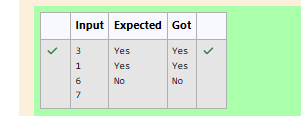 Input Expected Got
3 Yes Yes
1 Yes Yes
6 No No
7